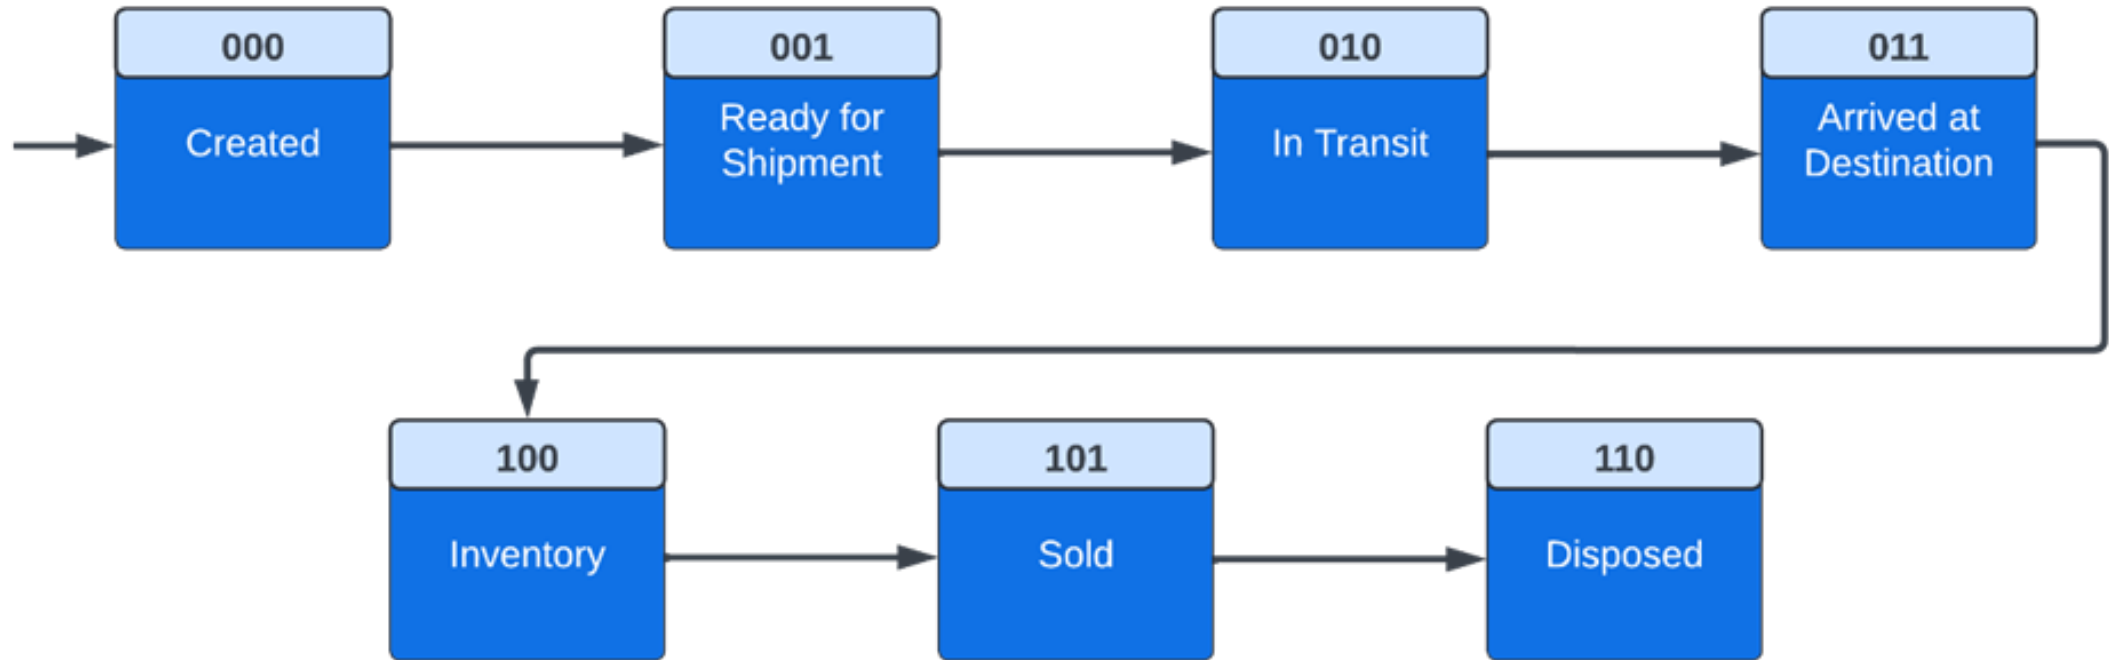 000
Created
001
Ready for
Shipment
010
In Transit
011
Arrived at
Destination
100
Inventory
101
Sold
110
Disposed